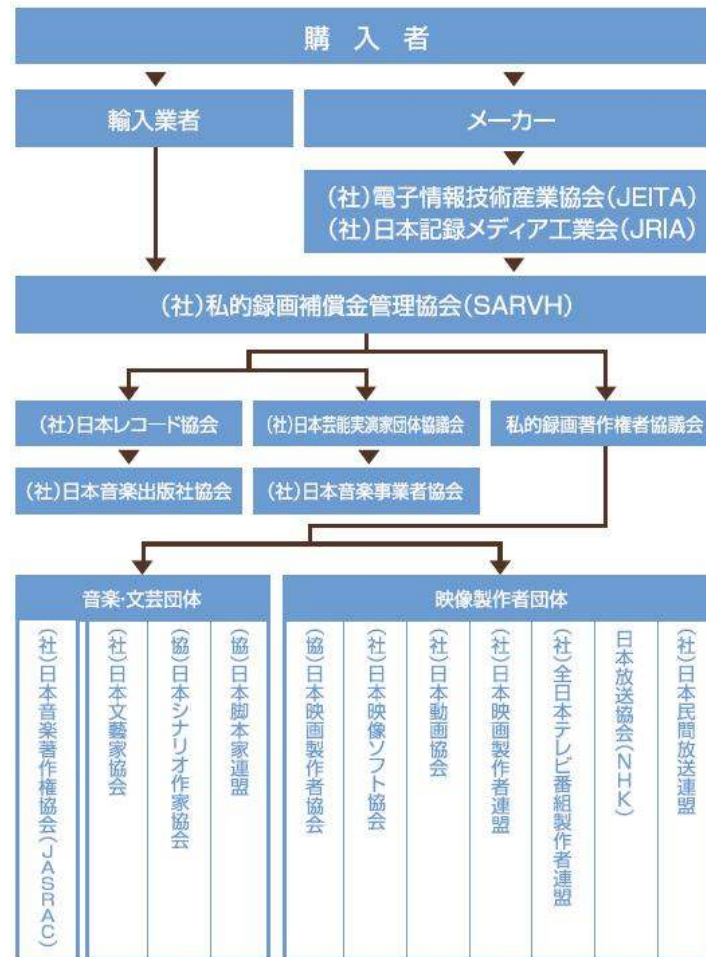 購入者
輸入業者
メーカー
(社)電子情報技術産業協会(JEITA)
(社)日本記録メディア工業会(JRIA)
(社)私的録画補償金管理協会(SARVH)
(社)日本レコード協会
(社)日本芸能実演家団体協議会
私的録画著作権者協議会
(社)日本音楽出版社協会
(社)日本音楽事業者協会
音楽・文芸団体
映像製作者団体
(社)日本音楽著作権協会(JASRAC)
(社)日本文藝家協会
(協)日本シナリオ作家協会
(協)日本脚本家連盟
(協)日本映画製作者協会
(社)日本映像ソフト協会
(社)日本動画協会
(社)日本映画製作者連盟
(社)全日本テレビ番組製作者連盟
日本放送協会(NHK)
(社)日本民間放送連盟